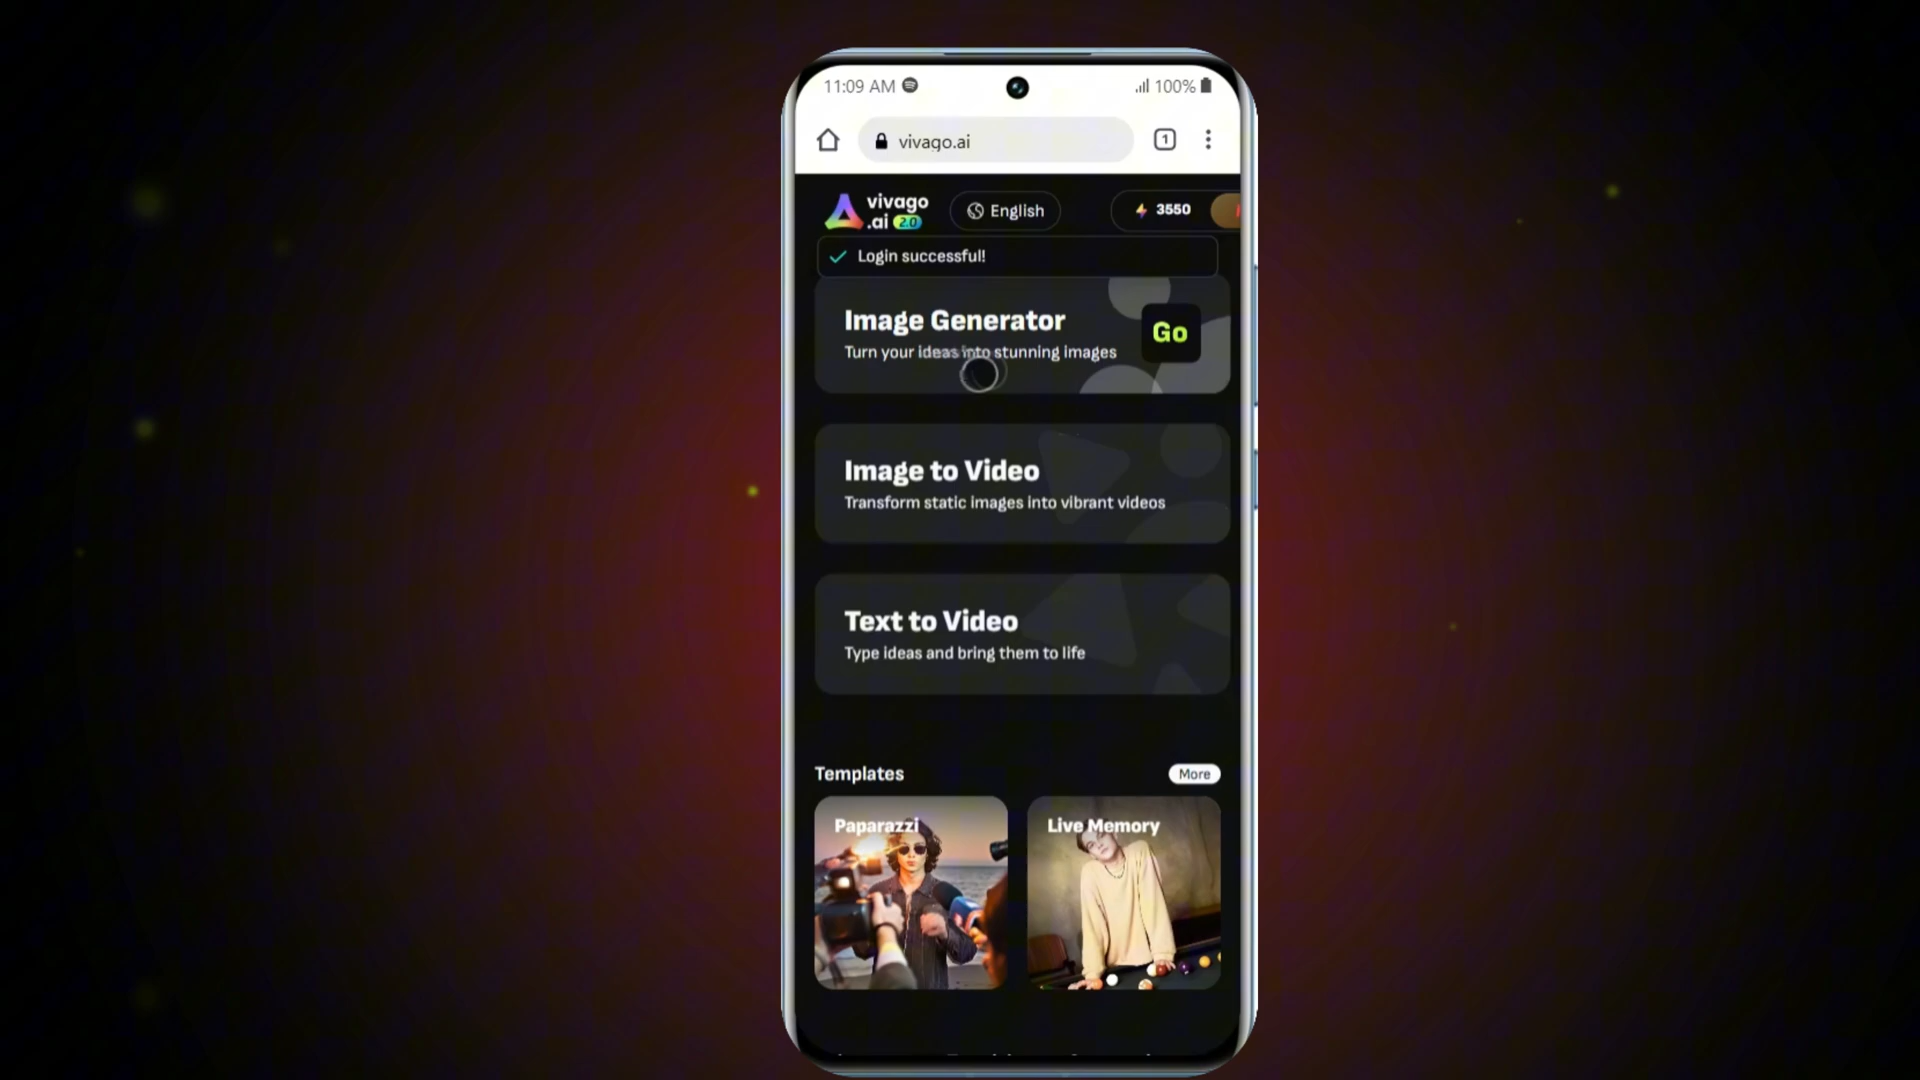 11:09 AM
100%
vivago.ai
1
vivago
.ai 2.0
English
3550
Login successful!
Image Generator
Turn your ideas into stunning images
Go
Image to Video
Transform static images into vibrant videos
Text to Video
Type ideas and bring them to life
Templates
More
Paparazzi
Live Memory